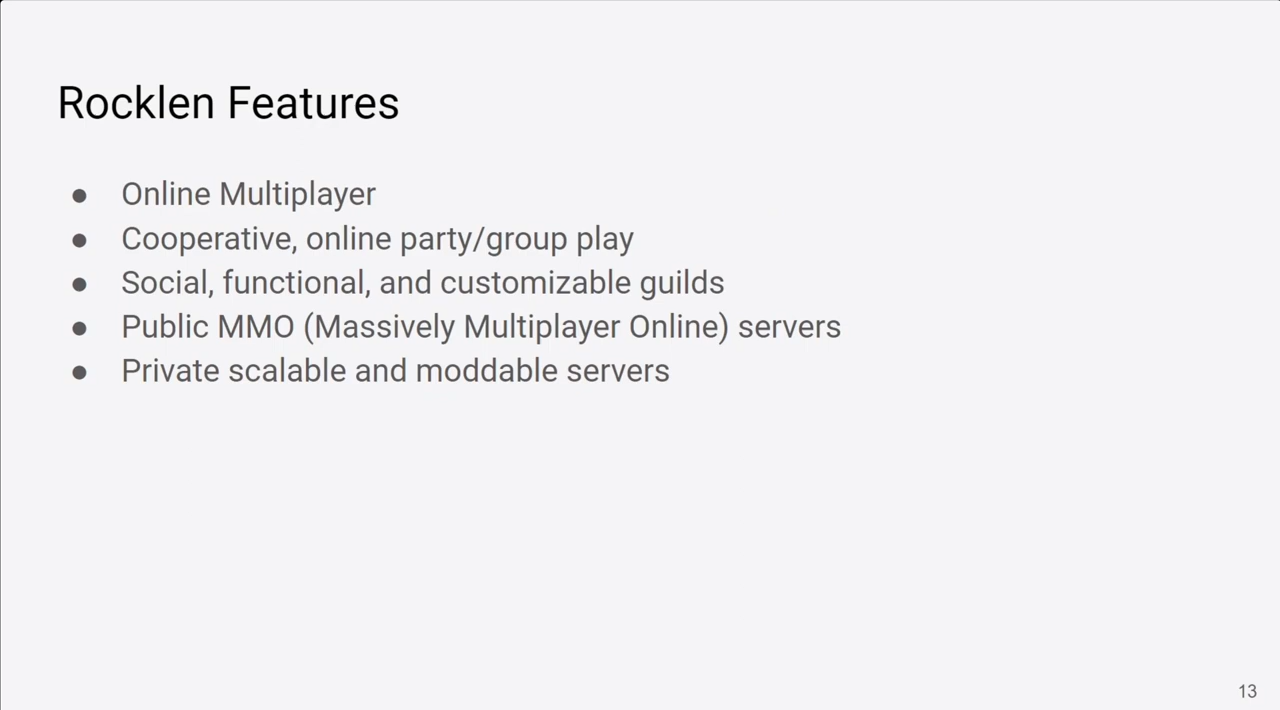 Rocklen Features
● Online Multiplayer
● Cooperative, online party/group play
● Social, functional, and customizable guilds
● Public MMO (Massively Multiplayer Online) servers
● Private scalable and moddable servers
13